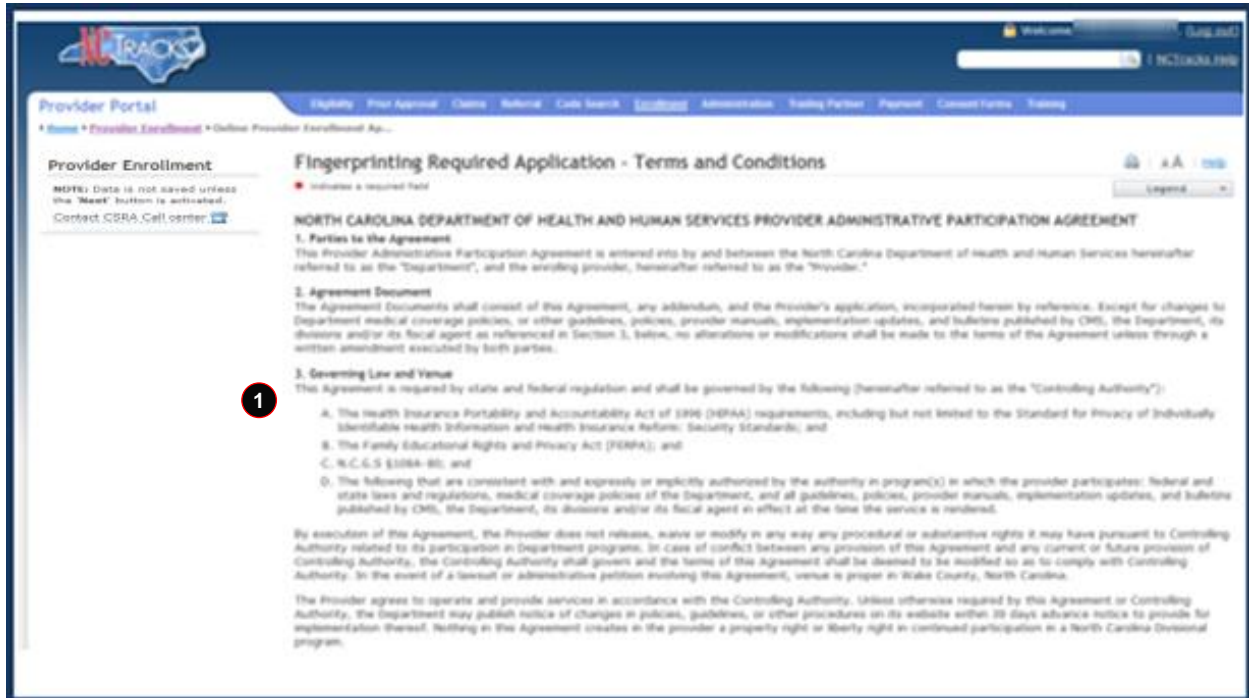 NCTRACKS
Welcome (Log out)
NCTracks Help
Provider Portal
Eligibility Prior Approval Claims Referral Code Search Enrollment Administration Trading Partner Payment Consent Forms Training
Home Provider Enrollment Online Provider Enrollment Ap...
Provider Enrollment
NOTE: Data is not saved unless
the 'Next' button is activated.
Contact CSRA Call center
Fingerprinting Required Application - Terms and Conditions
AA Help
* indicates a required field
Legend
NORTH CAROLINA DEPARTMENT OF HEALTH AND HUMAN SERVICES PROVIDER ADMINISTRATIVE PARTICIPATION AGREEMENT
1. Parties to the Agreement
This Provider Administrative Participation Agreement is entered into by and between the North Carolina Department of Health and Human Services hereinafter
referred to as the "Department", and the enrolling provider, hereinafter referred to as the "Provider."
2. Agreement Document
The Agreement Documents shall consist of this Agreement, any addendum, and the Provider's application, incorporated herein by reference. Except for changes to
Department medical coverage policies, or other guidelines, policies, provider manuals, implementation updates, and bulletins published by CMS, the Department, its
divisions and/or its fiscal agent as referenced in Section 3, below, no alterations or modifications shall be made to the terms of the Agreement unless through a
written amendment executed by both parties.
3. Governing Law and Venue
This Agreement is required by state and federal regulation and shall be governed by the following (hereinafter referred to as the "Controlling Authority"):
1
A. The Health Insurance Portability and Accountability Act of 1996 (HIPAA) requirements, including but not limited to the Standard for Privacy of Individually
Identifiable Health Information and Health Insurance Reform: Security Standards; and
B. The Family Educational Rights and Privacy Act (FERPA); and
C. N.C.G.S §108A-80; and
D. The following that are consistent with and expressly or implicitly authorized by the authority in program(s) in which the provider participates: federal and
state laws and regulations, medical coverage policies of the Department, and all guidelines, policies, provider manuals, implementation updates, and bulletins
published by CMS, the Department, its divisions and/or its fiscal agent in effect at the time the service is rendered.
By execution of this Agreement, the Provider does not release, waive or modify in any way any procedural or substantive rights it may have pursuant to Controlling
Authority related to its participation in Department programs. In case of conflict between any provision of this Agreement and any current or future provision of
Controlling Authority, the Controlling Authority shall govern and the terms of this Agreement shall be deemed to be modified so as to comply with Controlling
Authority. In the event of a lawsuit or administrative petition involving this Agreement, venue is proper in Wake County, North Carolina.
The Provider agrees to operate and provide services in accordance with the Controlling Authority. Unless otherwise required by this Agreement or Controlling
Authority, the Department may publish notice of changes in policies, guidelines, or other procedures on its website within 30 days advance notice to provide for
implementation thereof. Nothing in this Agreement creates in the provider a property right or liberty right in continued participation in a North Carolina Divisional
program.